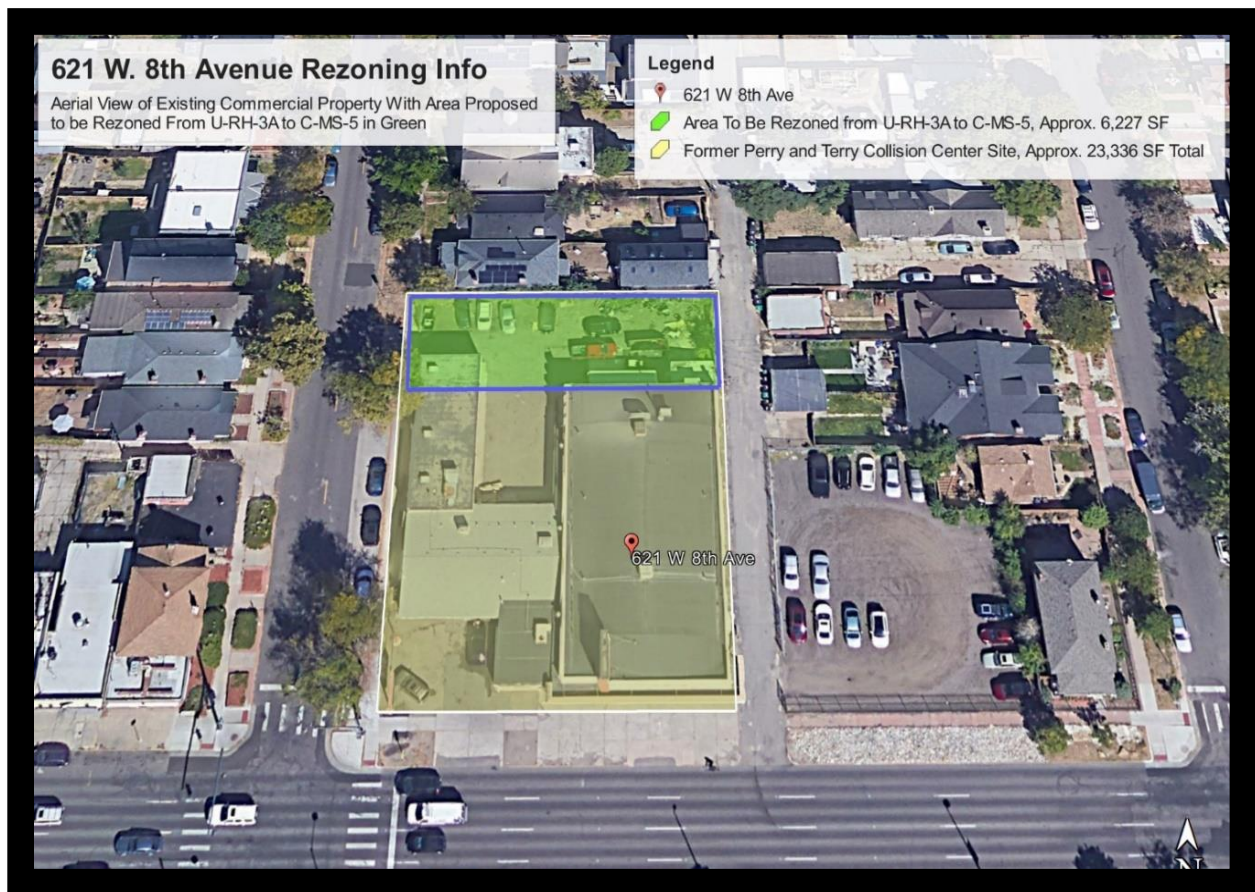 621 W. 8th Avenue Rezoning Info
Aerial View of Existing Commercial Property With Area Proposed
to be Rezoned From U-RH-3A to C-MS-5 in Green
Legend
621 W 8th Ave
Area To Be Rezoned from U-RH-3A to C-MS-5, Approx. 6,227 SF
Former Perry and Terry Collision Center Site, Approx. 23,336 SF Total
621 W 8th Ave
N